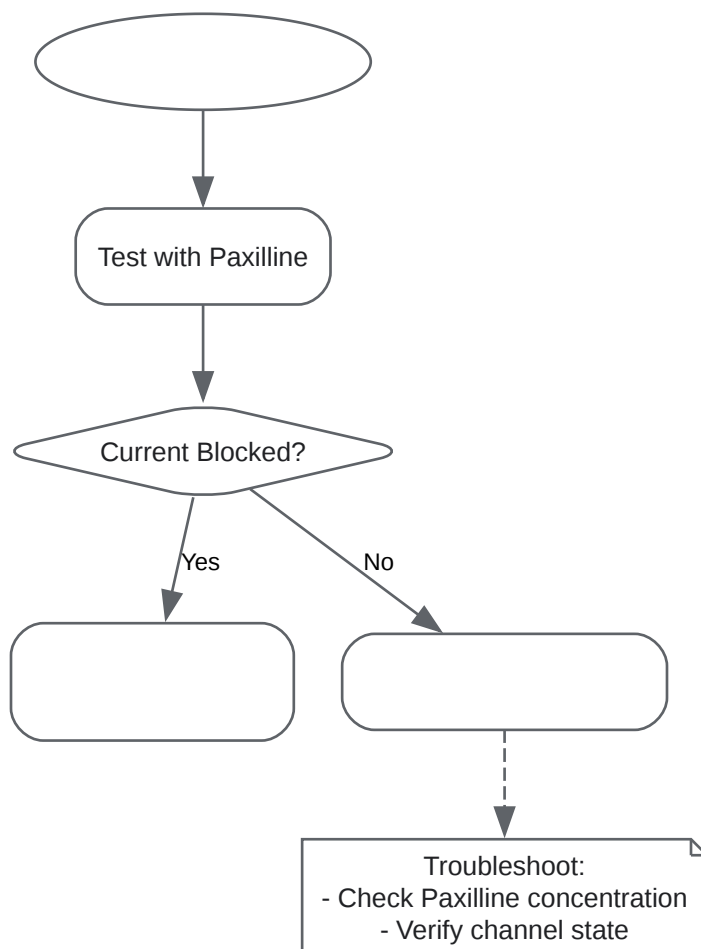 Test with Paxilline
Current Blocked?
Yes
No
Troubleshoot:
- Check Paxilline concentration
- Verify channel state